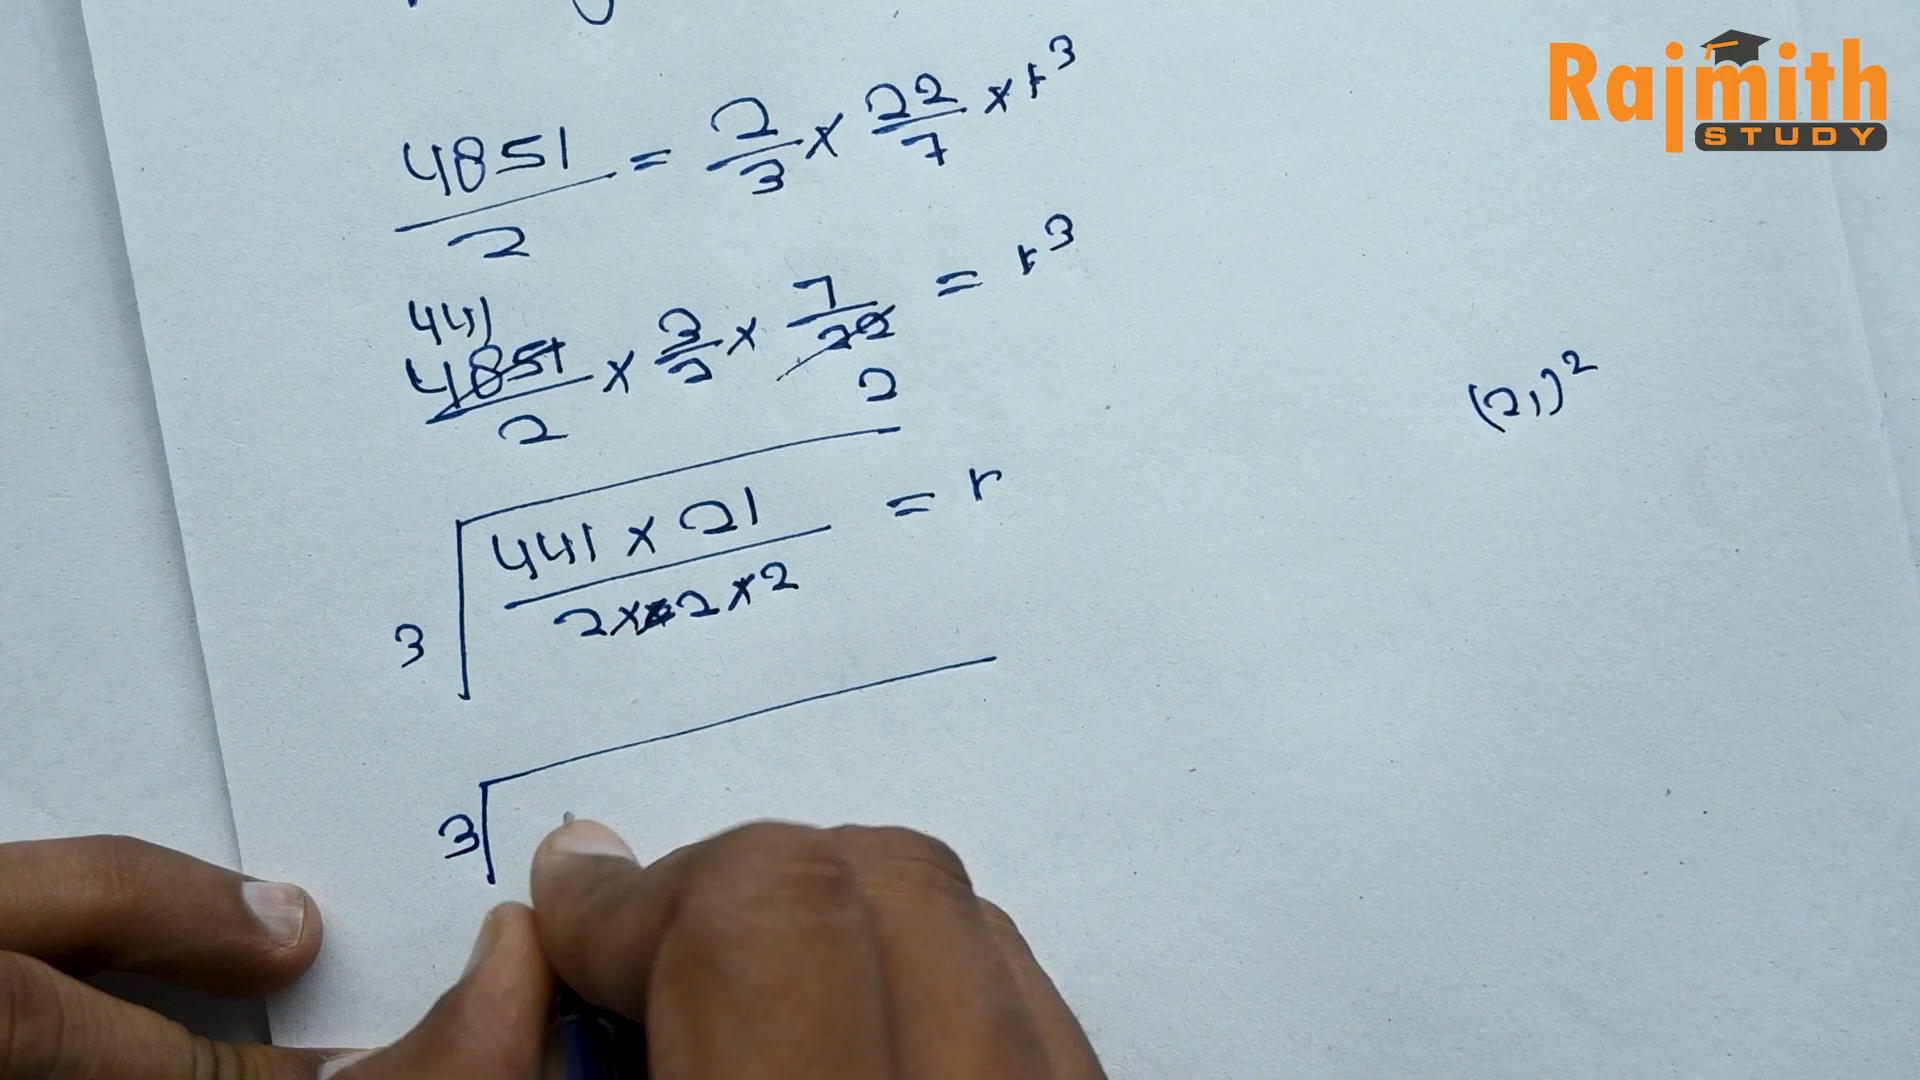 Rajmith
STUDY
4851/2 = 2/3 × 22/7 × r³
441
4851/2 × 3/2 × 7/22 = r³
2
(21)²
∛(441 × 21 / 2 × 2 × 2) = r
3√